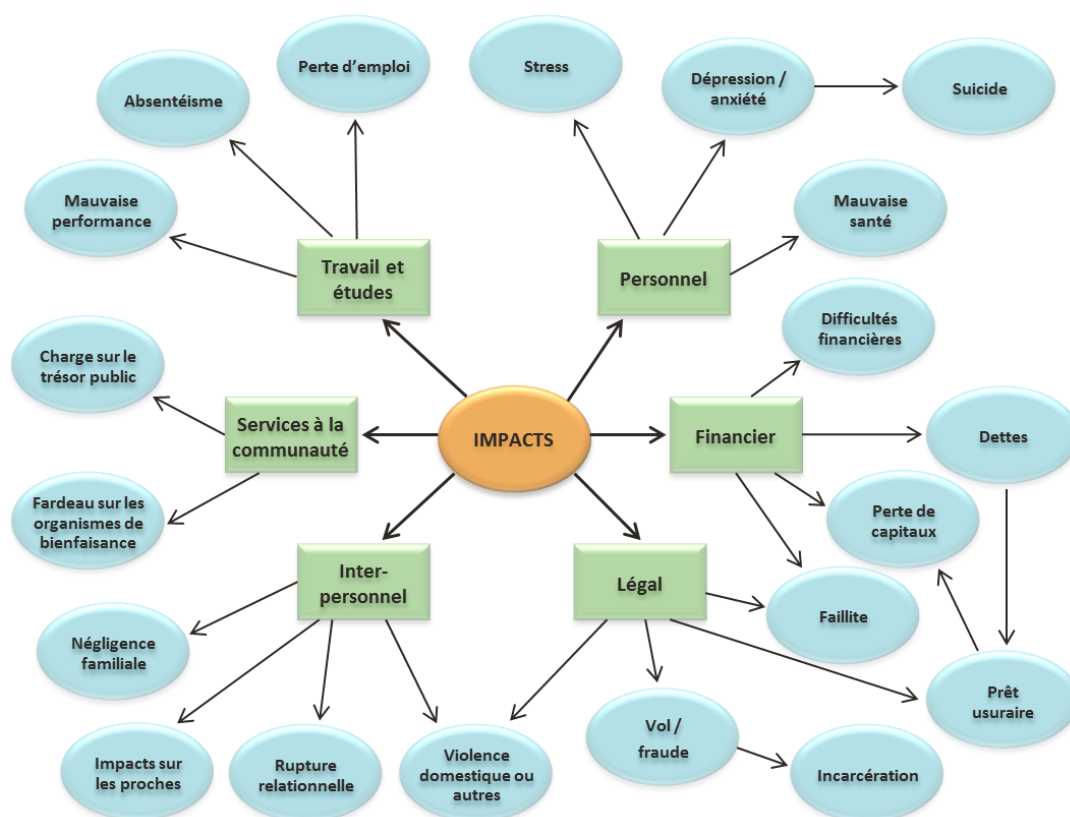 Perte d'emploi
Stress
Dépression /
anxiété
Suicide
Absentéisme
Mauvaise
performance
Mauvaise
santé
Travail et
études
Personnel
Difficultés
financières
Charge sur le
trésor public
Services à la
communauté
IMPACTS
Financier
Dettes
Fardeau sur les
organismes de
bienfaisance
Perte de
capitaux
Inter-
personnel
Légal
Faillite
Négligence
familiale
Prêt
usuraire
Vol /
fraude
Impacts sur
les proches
Rupture
relationnelle
Violence
domestique ou
autres
Incarcération